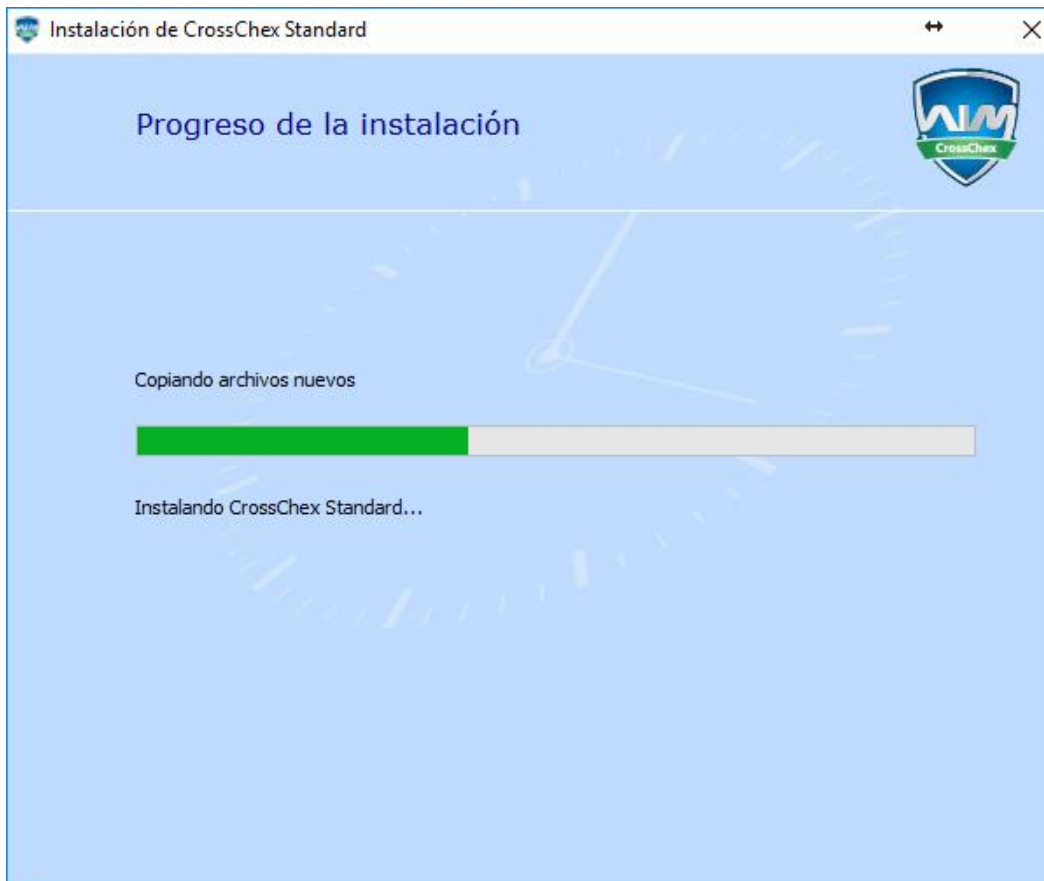 Instalación de CrossChex Standard
Progreso de la instalación
CrossChex
Copiando archivos nuevos
Instalando CrossChex Standard...